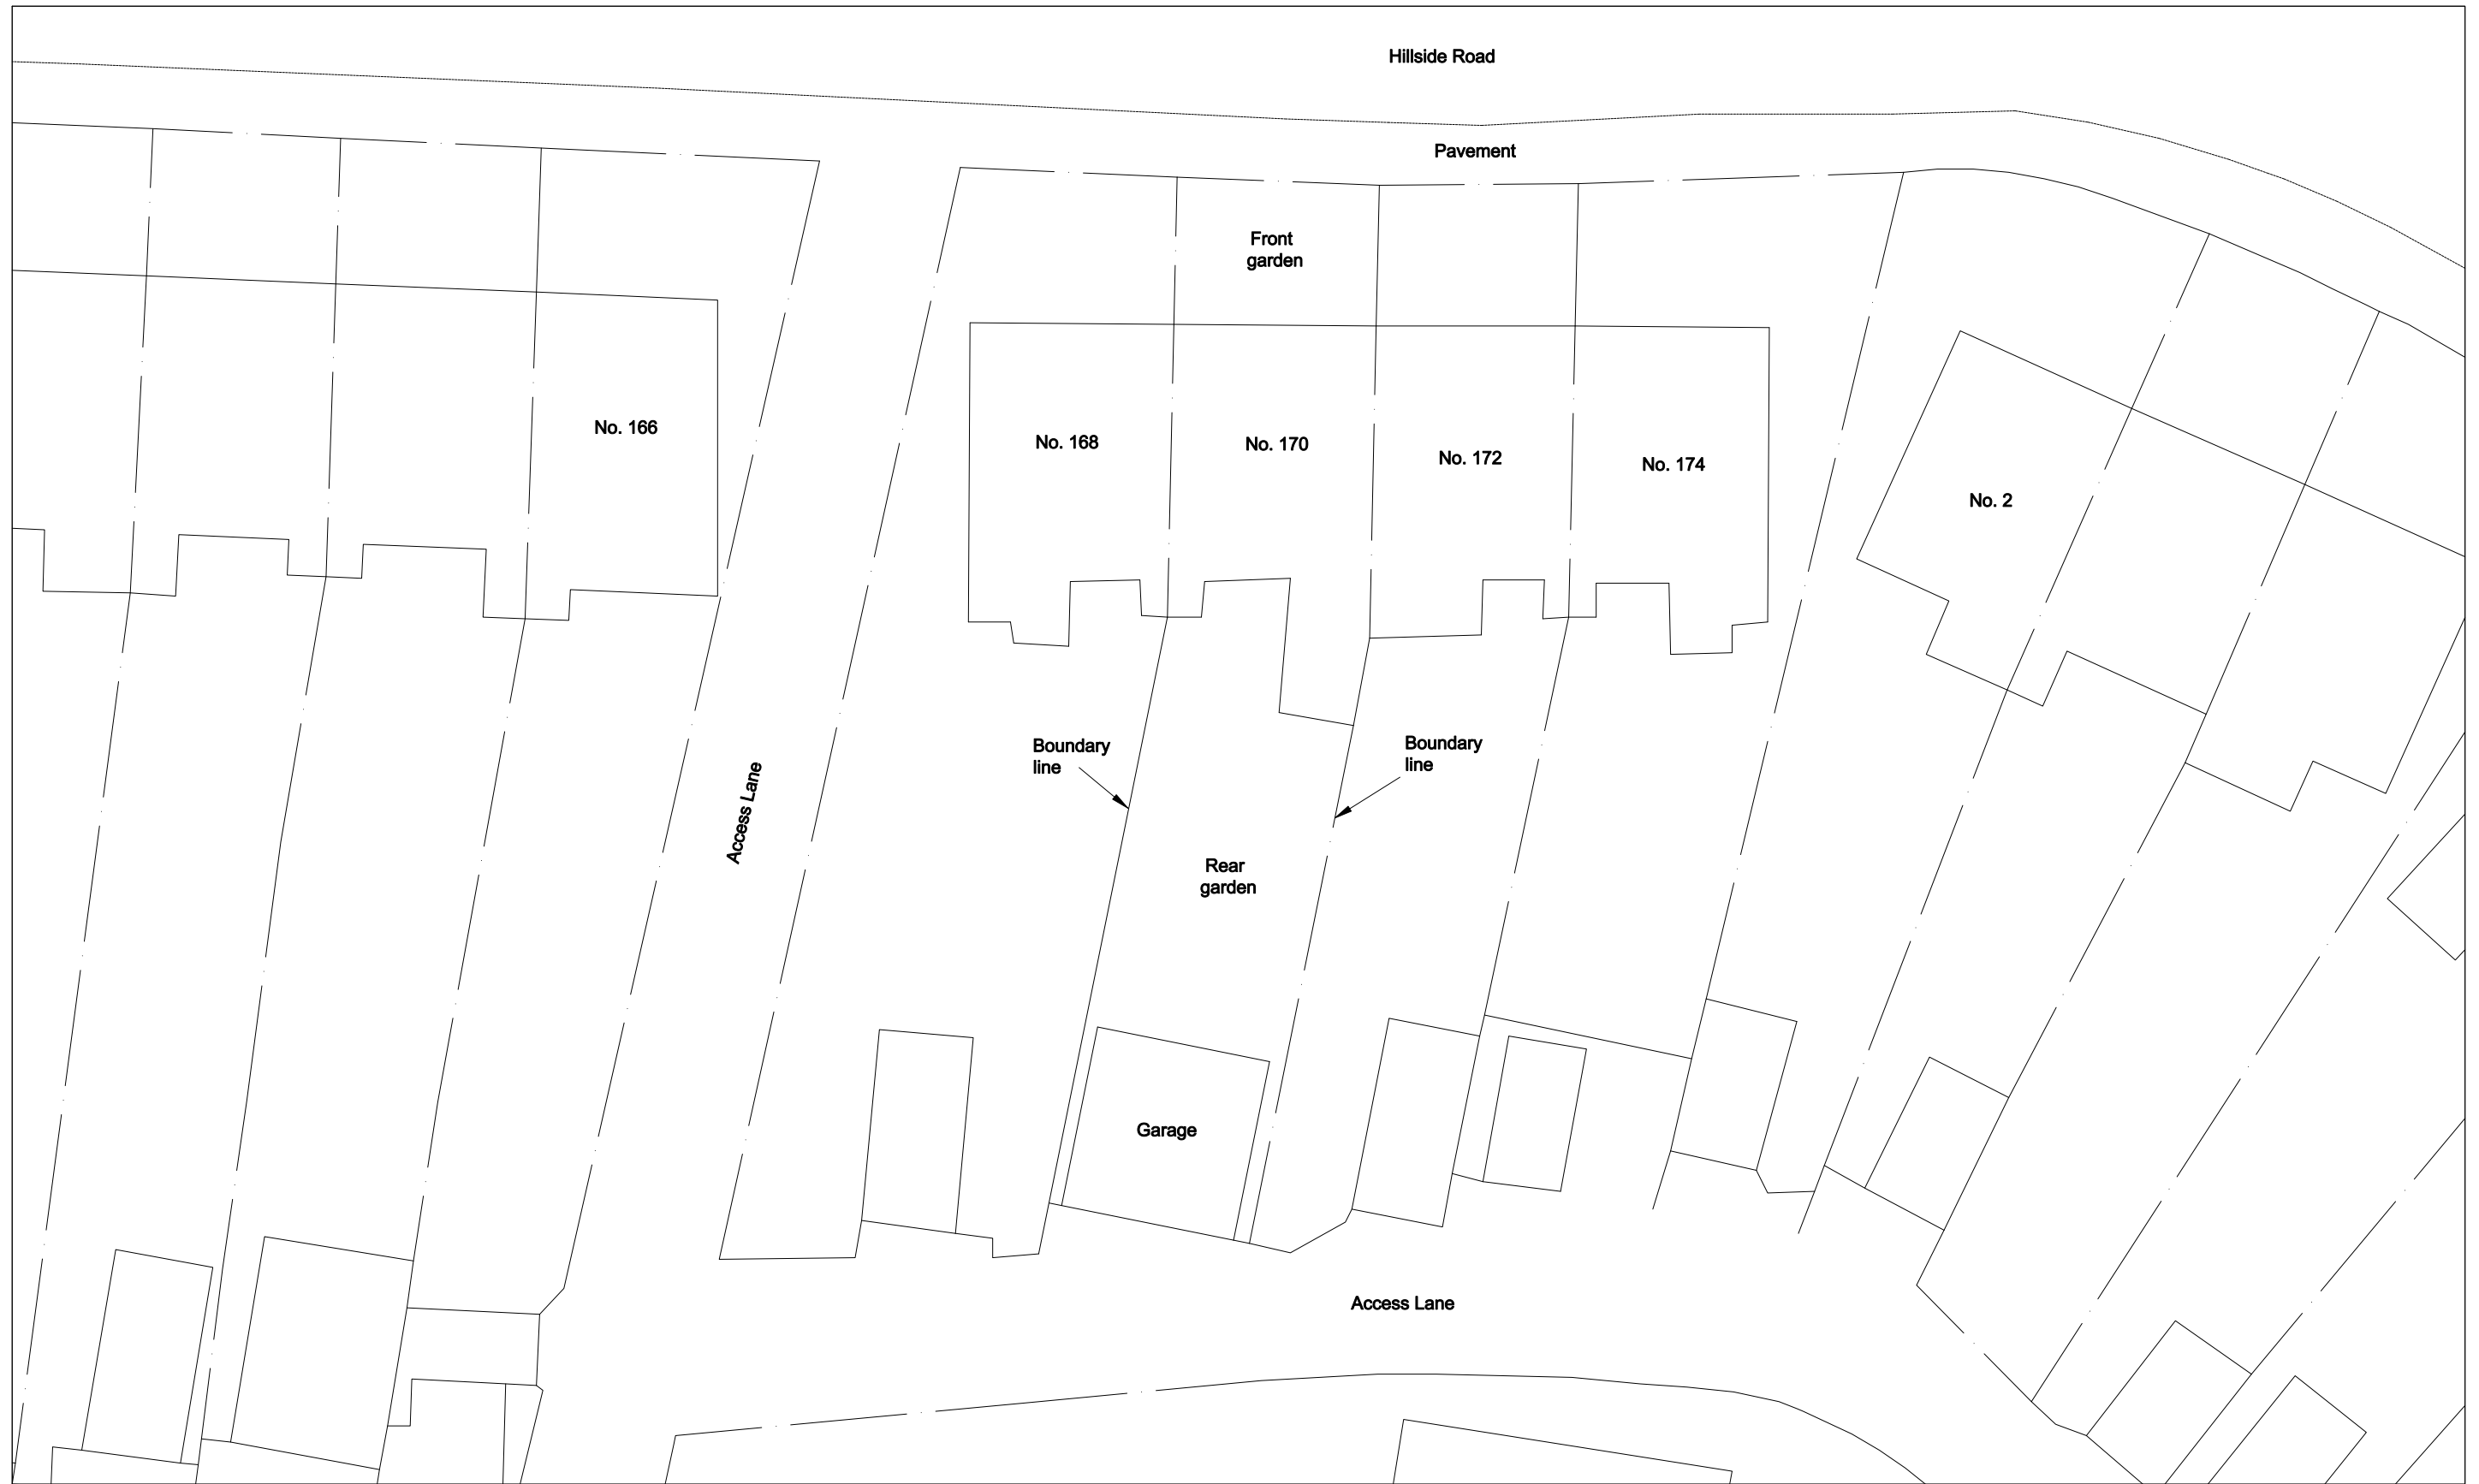 Hillside Road
Pavement
Front
garden
No. 166
No. 168
No. 170
No. 172
No. 174
No. 2
Boundary
line
Boundary
line
Access Lane
Rear
garden
Garage
Access Lane